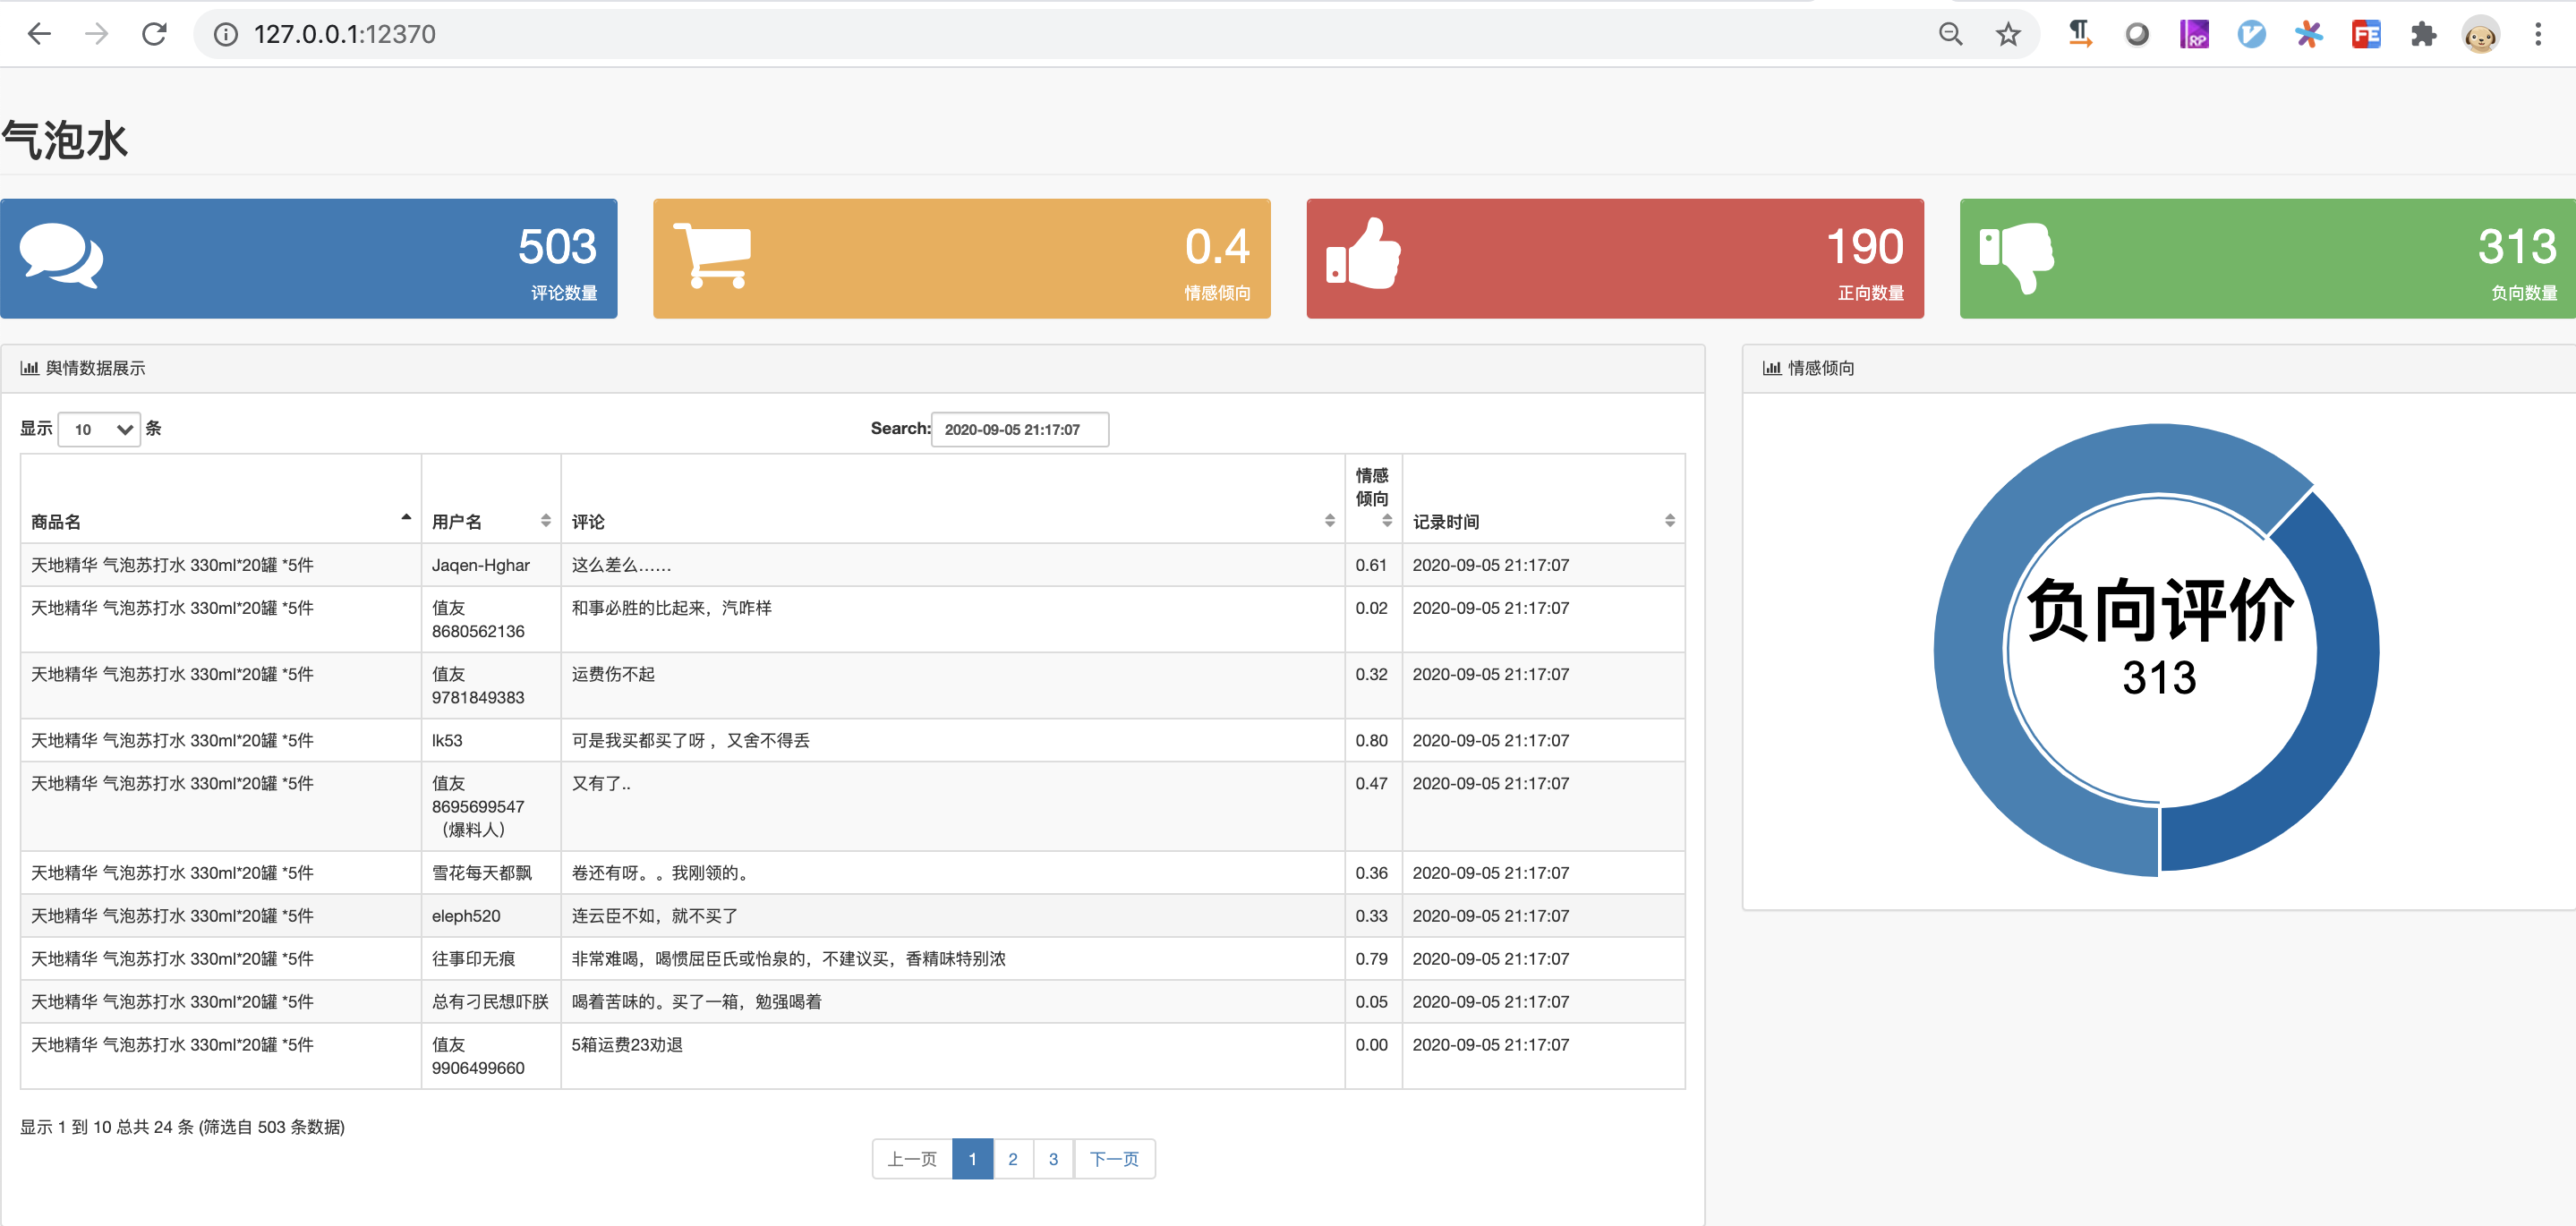 127.0.0.1:12370
RP
FE
气泡水
503
评论数量
0.4
情感倾向
190
正向数量
313
负向数量
舆情数据展示
显示 10 条
Search: 2020-09-05 21:17:07
商品名 用户名 评论 情感倾向 记录时间
天地精华 气泡苏打水 330ml*20罐 *5件 Jaqen-Hghar 这么差么…… 0.61 2020-09-05 21:17:07
天地精华 气泡苏打水 330ml*20罐 *5件 值友 和事必胜的比起来，汽咋样 0.02 2020-09-05 21:17:07
8680562136
天地精华 气泡苏打水 330ml*20罐 *5件 值友 运费伤不起 0.32 2020-09-05 21:17:07
9781849383
天地精华 气泡苏打水 330ml*20罐 *5件 lk53 可是我买都买了呀 ，又舍不得丢 0.80 2020-09-05 21:17:07
天地精华 气泡苏打水 330ml*20罐 *5件 值友 又有了.. 0.47 2020-09-05 21:17:07
8695699547
（爆料人）
天地精华 气泡苏打水 330ml*20罐 *5件 雪花每天都飘 卷还有呀。。我刚领的。 0.36 2020-09-05 21:17:07
天地精华 气泡苏打水 330ml*20罐 *5件 eleph520 连云臣不如，就不买了 0.33 2020-09-05 21:17:07
天地精华 气泡苏打水 330ml*20罐 *5件 往事印无痕 非常难喝，喝惯屈臣氏或怡泉的，不建议买，香精味特别浓 0.79 2020-09-05 21:17:07
天地精华 气泡苏打水 330ml*20罐 *5件 总有刁民想吓朕 喝着苦味的。买了一箱，勉强喝着 0.05 2020-09-05 21:17:07
天地精华 气泡苏打水 330ml*20罐 *5件 值友 5箱运费23劝退 0.00 2020-09-05 21:17:07
9906499660
显示 1 到 10 总共 24 条 (筛选自 503 条数据)
上一页 1 2 3 下一页
情感倾向
负向评价
313